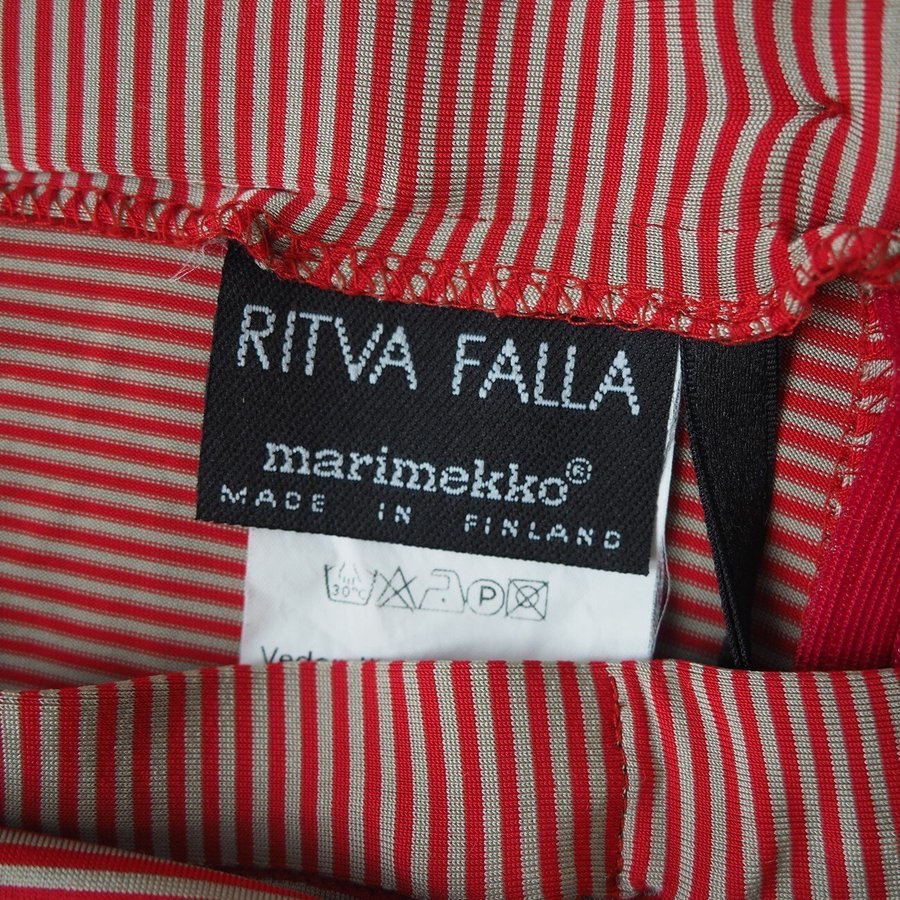 RITVA FALLA
marimekko®
MADE IN FINLAND
30°C P